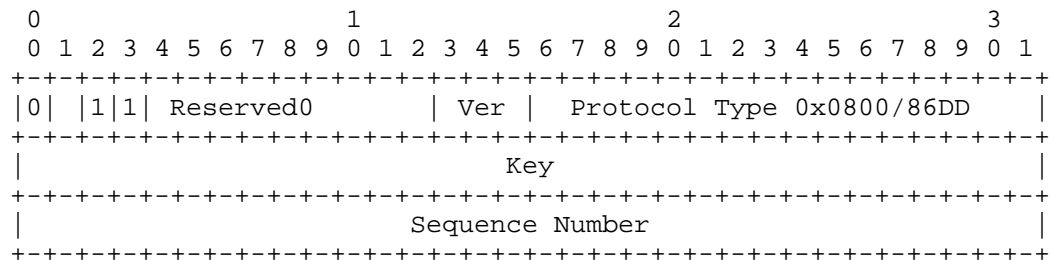 0                   1                   2                   3
 0 1 2 3 4 5 6 7 8 9 0 1 2 3 4 5 6 7 8 9 0 1 2 3 4 5 6 7 8 9 0 1
+-+-+-+-+-+-+-+-+-+-+-+-+-+-+-+-+-+-+-+-+-+-+-+-+-+-+-+-+-+-+-+-+
|0| |1|1| Reserved0       | Ver |  Protocol Type 0x0800/86DD    |
+-+-+-+-+-+-+-+-+-+-+-+-+-+-+-+-+-+-+-+-+-+-+-+-+-+-+-+-+-+-+-+-+
|                              Key                              |
+-+-+-+-+-+-+-+-+-+-+-+-+-+-+-+-+-+-+-+-+-+-+-+-+-+-+-+-+-+-+-+-+
|                        Sequence Number                        |
+-+-+-+-+-+-+-+-+-+-+-+-+-+-+-+-+-+-+-+-+-+-+-+-+-+-+-+-+-+-+-+-+